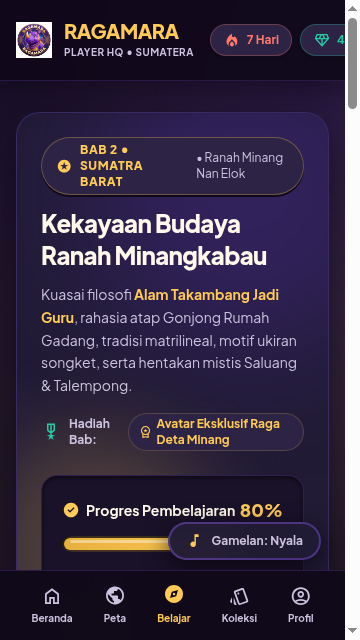 RAGAMARA
PLAYER HQ • SUMATERA
7 Hari
4
BAB 2 •
SUMATRA
BARAT
• Ranah Minang
Nan Elok
Kekayaan Budaya
Ranah Minangkabau
Kuasai filosofi Alam Takambang Jadi
Guru, rahasia atap Gonjong Rumah
Gadang, tradisi matrilineal, motif ukiran
songket, serta hentakan mistis Saluang
& Talempong.
Hadiah
Bab:
Avatar Eksklusif Raga
Deta Minang
Progres Pembelajaran 80%
Gamelan: Nyala
Beranda
Peta
Belajar
Koleksi
Profil